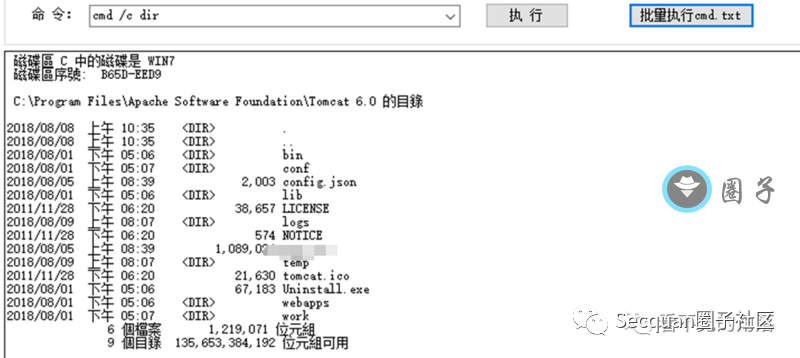 命 令: cmd /c dir 执 行 批量执行cmd.txt
磁碟區 C 中的磁碟是 WIN7
磁碟區序號: B65D-EED9
C:\Program Files\Apache Software Foundation\Tomcat 6.0 的目錄
2018/08/08 上午 10:35 <DIR> .
2018/08/08 上午 10:35 <DIR> ..
2018/08/01 下午 05:06 <DIR> bin
2018/08/01 下午 05:07 <DIR> conf
2018/08/05 上午 08:39 2,003 config.json
2018/08/01 下午 05:06 <DIR> lib
2011/11/28 下午 06:20 38,657 LICENSE
2018/08/09 上午 08:07 <DIR> logs
2011/11/28 下午 06:20 574 NOTICE
2018/08/05 上午 08:39 1,089,02
2018/08/09 上午 08:07 <DIR> temp
2011/11/28 下午 06:20 21,630 tomcat.ico
2018/08/01 下午 05:06 67,183 Uninstall.exe
2018/08/01 下午 05:06 <DIR> webapps
2018/08/01 下午 05:07 <DIR> work
6 個檔案 1,219,071 位元組
9 個目錄 135,653,384,192 位元組可用
圈子
Secquan圈子社区